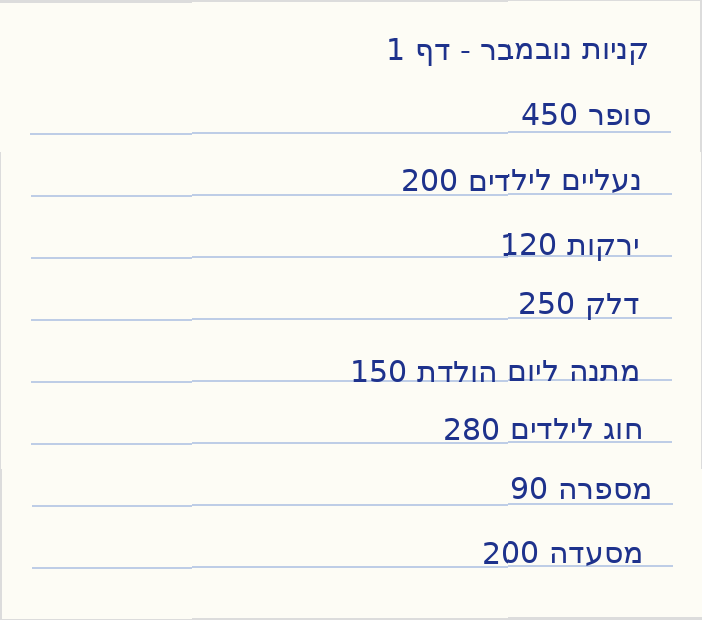 קניות נובמבר - דף 1
סופר 450
נעליים לילדים 200
ירקות 120
דלק 250
מתנה ליום הולדת 150
חוג לילדים 280
מספרה 90
מסעדה 200